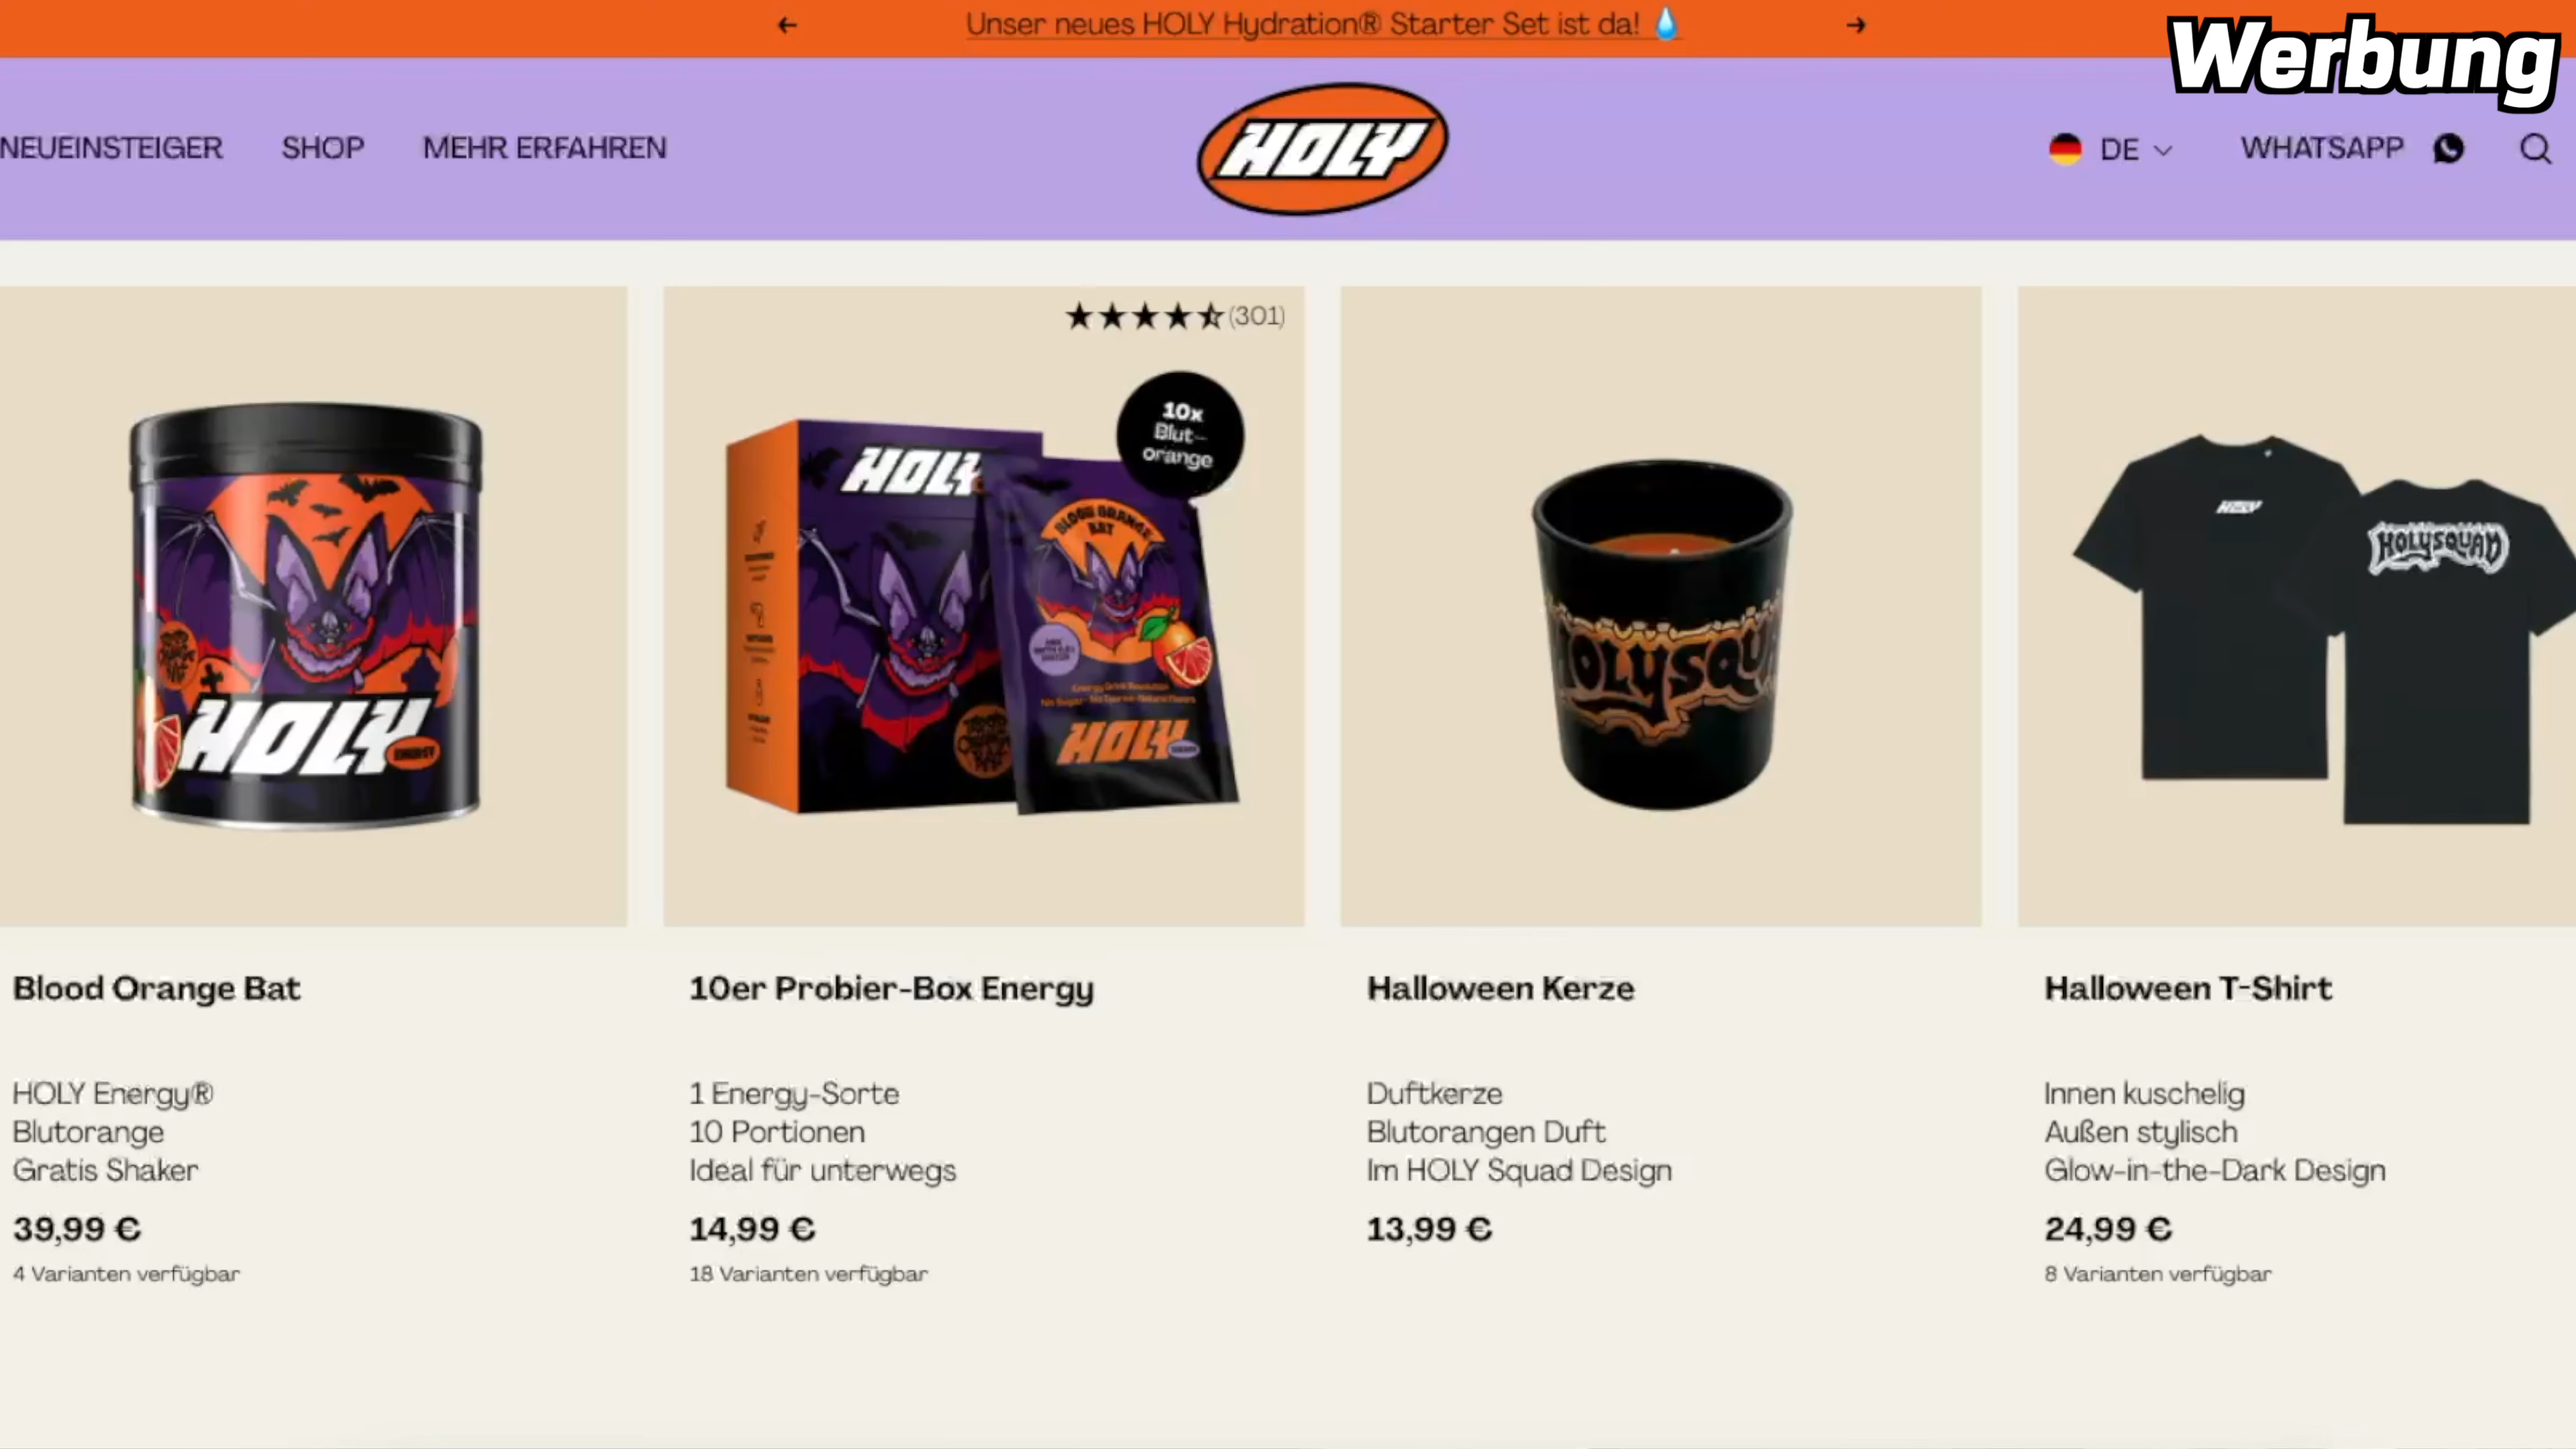 Unser neues HOLY Hydration® Starter Set ist da!
Werbung
NEUEINSTEIGER
SHOP
MEHR ERFAHREN
HOLY
DE
WHATSAPP
HOLY
Blood Orange Bat
HOLY Energy®
Blutorange
Gratis Shaker
39,99 €
4 Varianten verfügbar
(301)
10x
Blut-
orange
HOLY
BLOOD ORANGE
BAT
HOLY
10er Probier-Box Energy
1 Energy-Sorte
10 Portionen
Ideal für unterwegs
14,99 €
18 Varianten verfügbar
Halloween Kerze
Duftkerze
Blutorangen Duft
Im HOLY Squad Design
13,99 €
HOLY
HOLYSQUAD
Halloween T-Shirt
Innen kuschelig
Außen stylisch
Glow-in-the-Dark Design
24,99 €
8 Varianten verfügbar